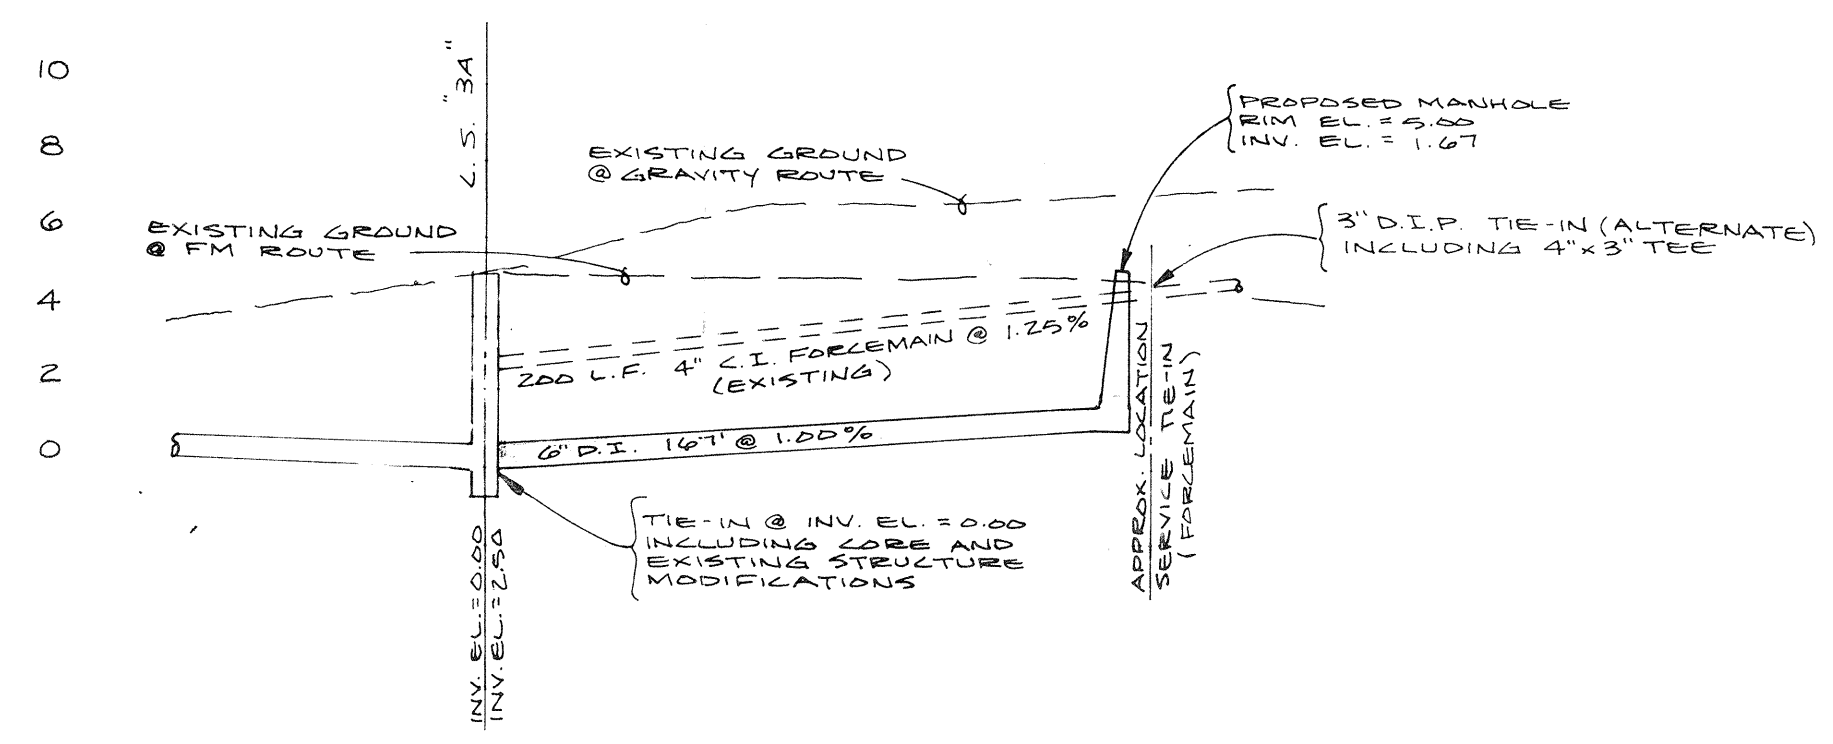 10
8
6
4
2
0
L.S. "3A"
EXISTING GROUND
@ GRAVITY ROUTE
EXISTING GROUND
@ FM ROUTE
PROPOSED MANHOLE
RIM EL. = 5.00
INV. EL. = 1.67
3" D.I.P. TIE-IN (ALTERNATE)
INCLUDING 4"x3" TEE
200 L.F. 4" C.I. FORCEMAIN @ 1.25%
(EXISTING)
6" D.I. 167' @ 1.00%
TIE-IN @ INV. EL. = 0.00
INCLUDING CORE AND
EXISTING STRUCTURE
MODIFICATIONS
INV. EL. = 0.00
INV. EL. = 2.50
APPROX. LOCATION
SERVICE TIE-IN
(FORCEMAIN)